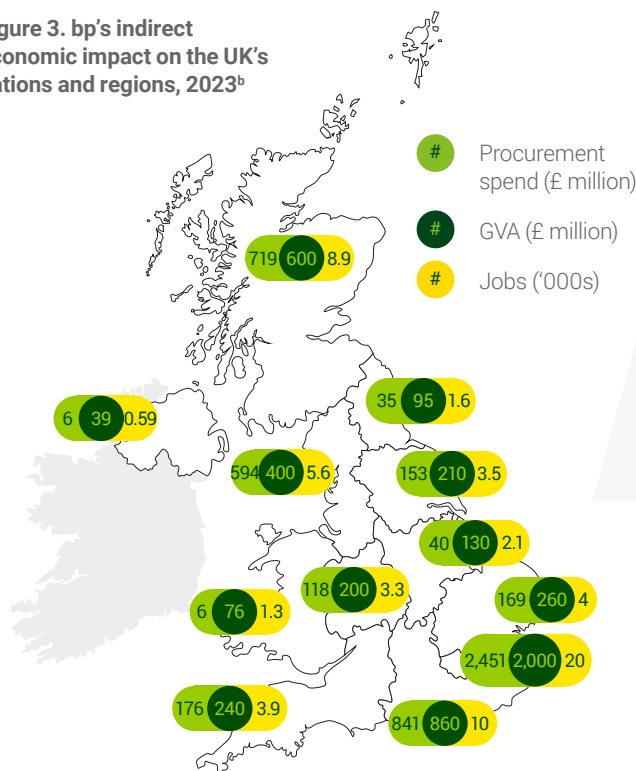 igure 3. bp's indirect
conomic impact on the UK's
ations and regions, 2023ᵇ
# Procurement
spend (£ million)
# GVA (£ million)
# Jobs ('000s)
719 600 8.9
35 95 1.6
6 39 0.59
594 400 5.6
153 210 3.5
40 130 2.1
118 200 3.3
169 260 4
6 76 1.3
2,451 2,000 20
176 240 3.9
841 860 10